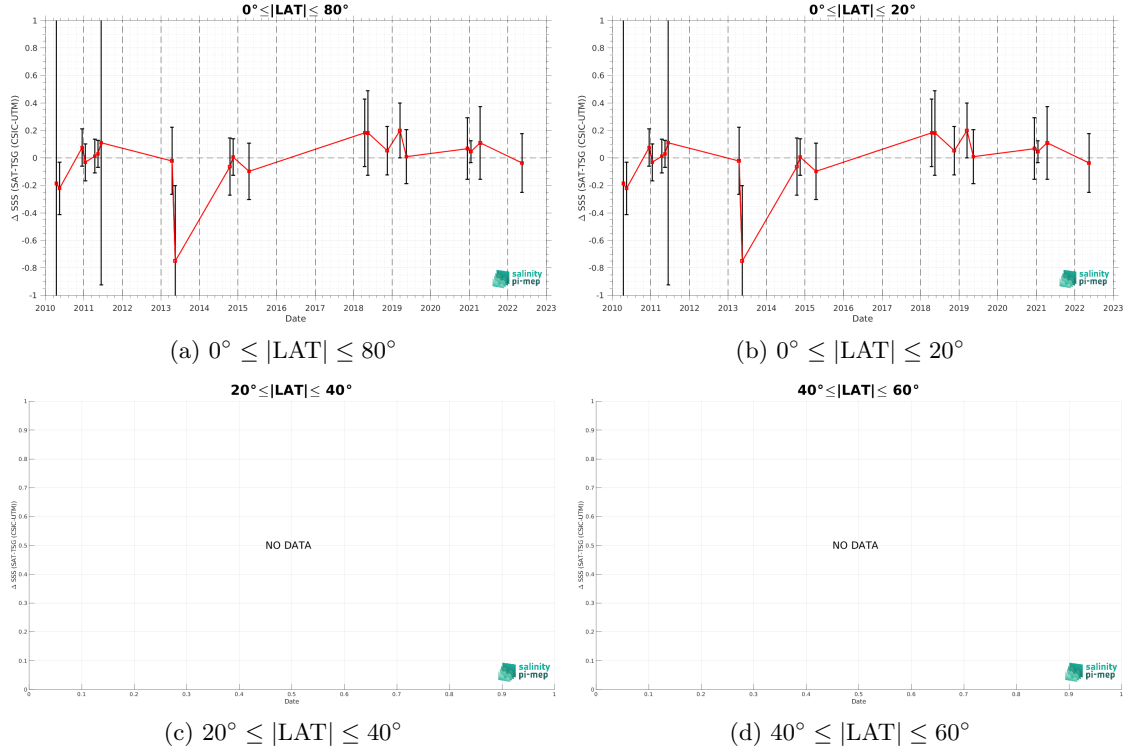 0°≤|LAT|≤ 80°
Δ SSS (SAT-TSG (CSIC-UTM))
1
0.8
0.6
0.4
0.2
0
-0.2
-0.4
-0.6
-0.8
-1
2010 2011 2012 2013 2014 2015 2016 2017 2018 2019 2020 2021 2022 2023
Date
salinity
pi-mep
(a) 0° ≤ |LAT| ≤ 80°
0°≤|LAT|≤ 20°
Δ SSS (SAT-TSG (CSIC-UTM))
1
0.8
0.6
0.4
0.2
0
-0.2
-0.4
-0.6
-0.8
-1
2010 2011 2012 2013 2014 2015 2016 2017 2018 2019 2020 2021 2022 2023
Date
salinity
pi-mep
(b) 0° ≤ |LAT| ≤ 20°
20°≤|LAT|≤ 40°
Δ SSS (SAT-TSG (CSIC-UTM))
1
0.9
0.8
0.7
0.6
0.5
0.4
0.3
0.2
0.1
0
NO DATA
0 0.1 0.2 0.3 0.4 0.5 0.6 0.7 0.8 0.9 1
Date
salinity
pi-mep
(c) 20° ≤ |LAT| ≤ 40°
40°≤|LAT|≤ 60°
Δ SSS (SAT-TSG (CSIC-UTM))
1
0.9
0.8
0.7
0.6
0.5
0.4
0.3
0.2
0.1
0
NO DATA
0 0.1 0.2 0.3 0.4 0.5 0.6 0.7 0.8 0.9 1
Date
salinity
pi-mep
(d) 40° ≤ |LAT| ≤ 60°